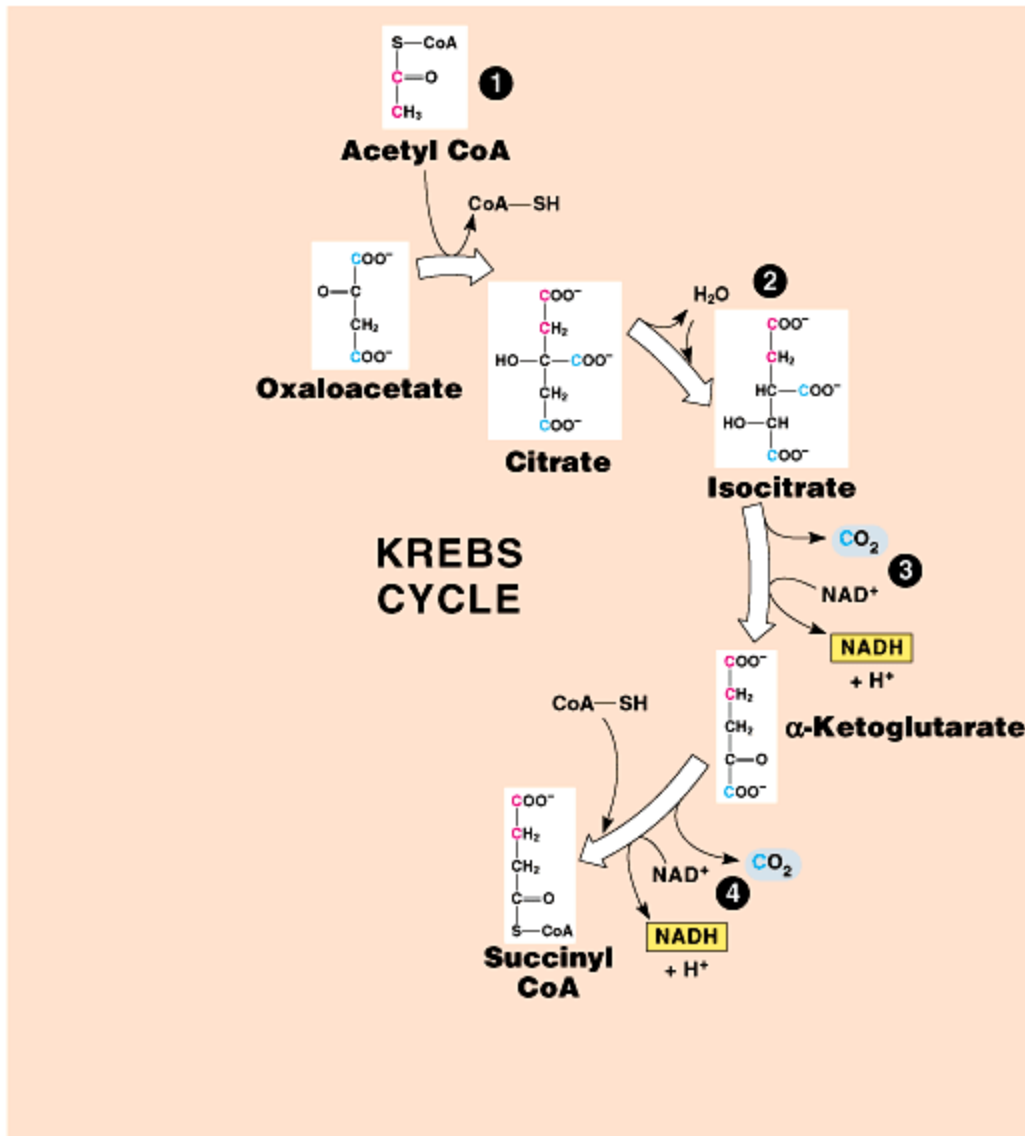 S—CoA
C=O
CH₃
1
Acetyl CoA
CoA—SH
COO⁻
O—C
CH₂
COO⁻
Oxaloacetate
COO⁻
CH₂
HO—C—COO⁻
CH₂
COO⁻
Citrate
H₂O
2
COO⁻
CH₂
HC—COO⁻
HO—CH
COO⁻
Isocitrate
KREBS
CYCLE
CO₂
3
NAD⁺
NADH
+ H⁺
COO⁻
CH₂
CH₂
C—O
COO⁻
α-Ketoglutarate
CoA—SH
CO₂
NAD⁺
4
NADH
+ H⁺
COO⁻
CH₂
CH₂
C=O
S—CoA
Succinyl
CoA